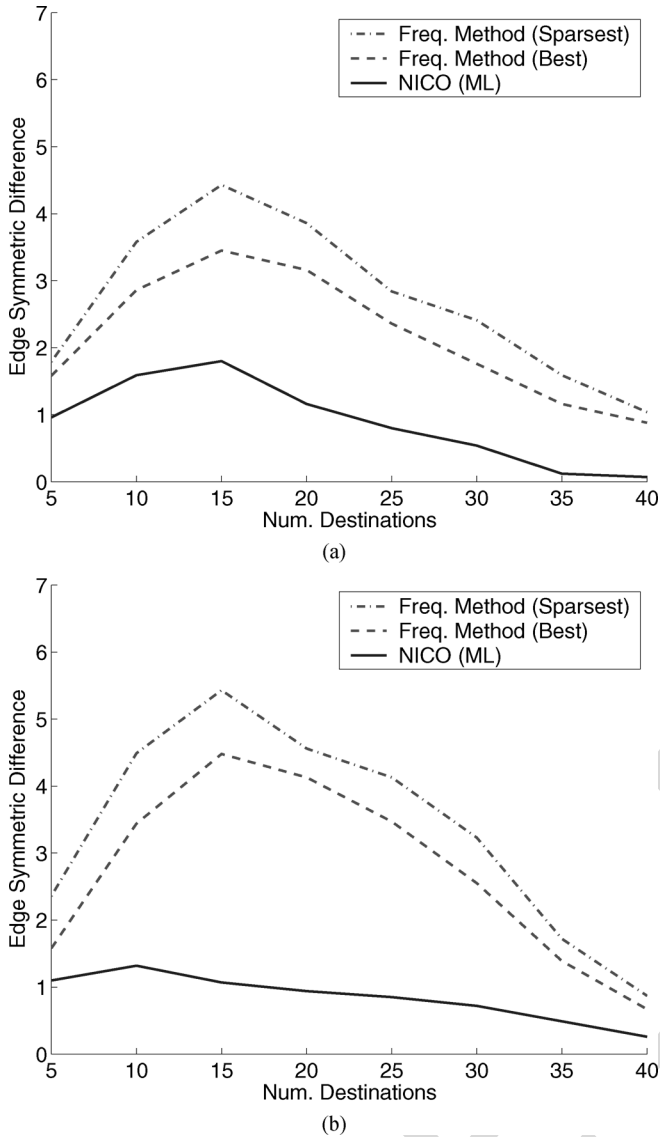 7
6
5
4
3
2
1
0
Edge Symmetric Difference
Freq. Method (Sparsest)
Freq. Method (Best)
NICO (ML)
5 10 15 20 25 30 35 40
Num. Destinations
(a)
7
6
5
4
3
2
1
0
Edge Symmetric Difference
Freq. Method (Sparsest)
Freq. Method (Best)
NICO (ML)
5 10 15 20 25 30 35 40
Num. Destinations
(b)